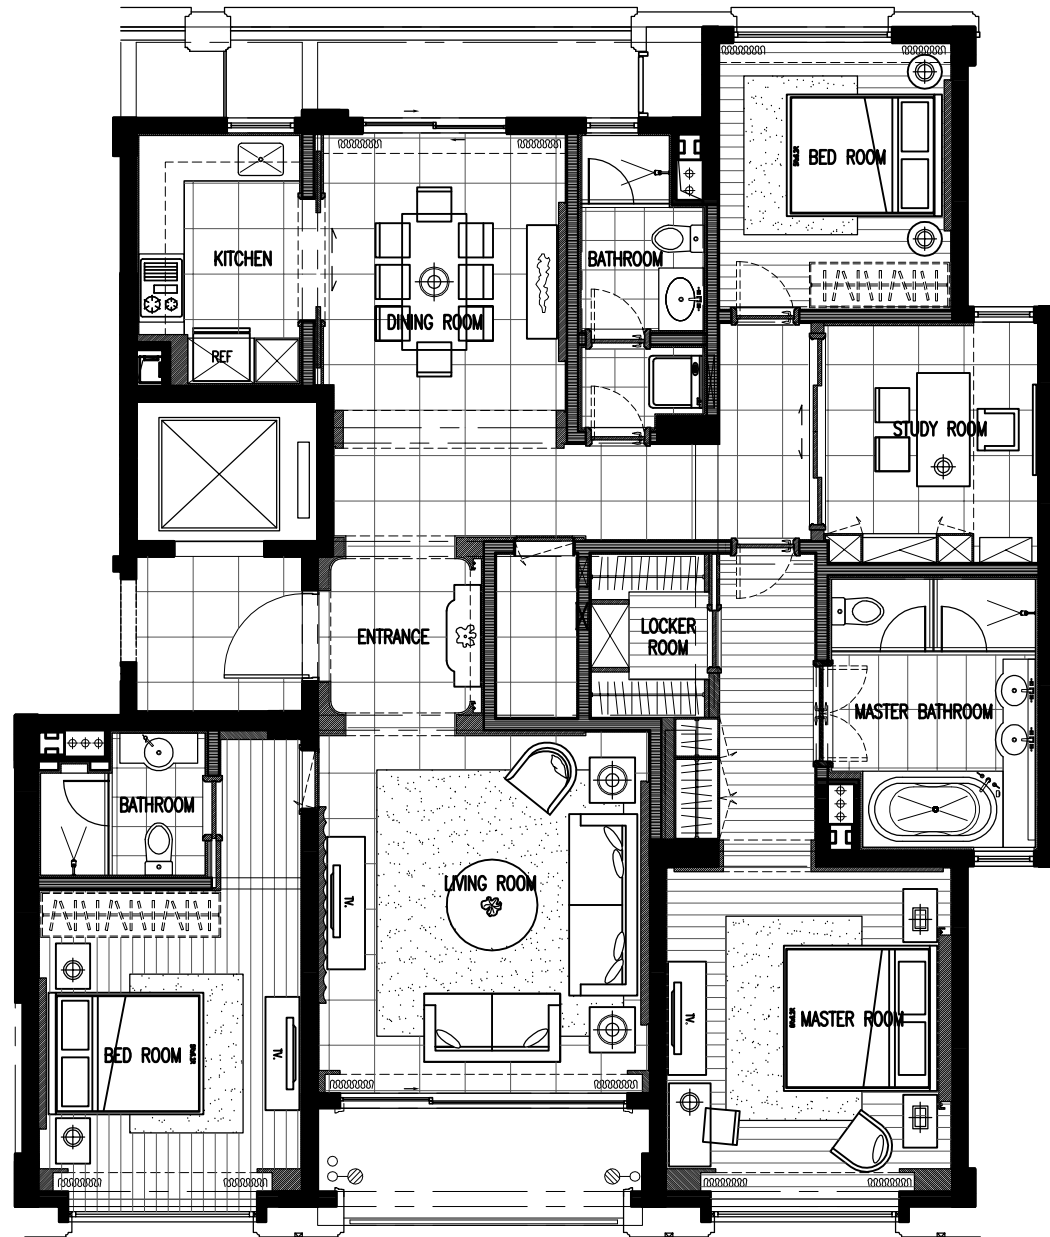 BED ROOM
KITCHEN
BATHROOM
DINING ROOM
REF
STUDY ROOM
ENTRANCE
LOCKER
ROOM
MASTER BATHROOM
BATHROOM
LIVING ROOM
TV.
MASTER ROOM
TV.
BED ROOM
TV.